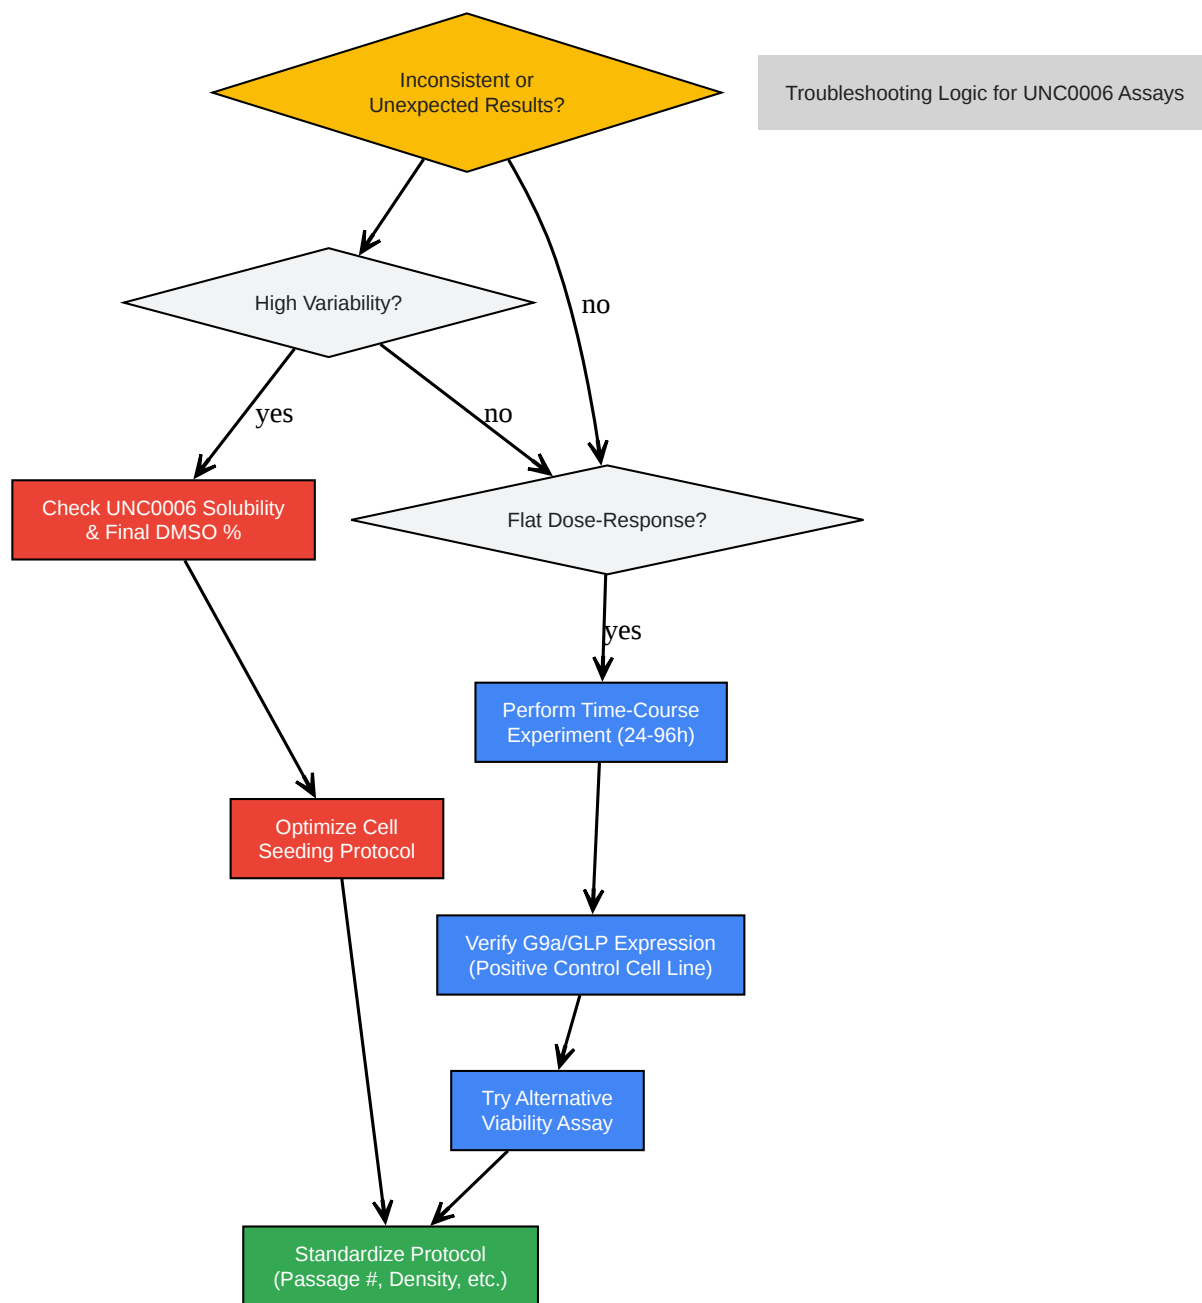 Inconsistent or
Unexpected Results?
Troubleshooting Logic for UNC0006 Assays
High Variability?
no
yes
no
Check UNC0006 Solubility
& Final DMSO %
Flat Dose-Response?
yes
Perform Time-Course
Experiment (24-96h)
Optimize Cell
Seeding Protocol
Verify G9a/GLP Expression
(Positive Control Cell Line)
Try Alternative
Viability Assay
Standardize Protocol
(Passage #, Density, etc.)